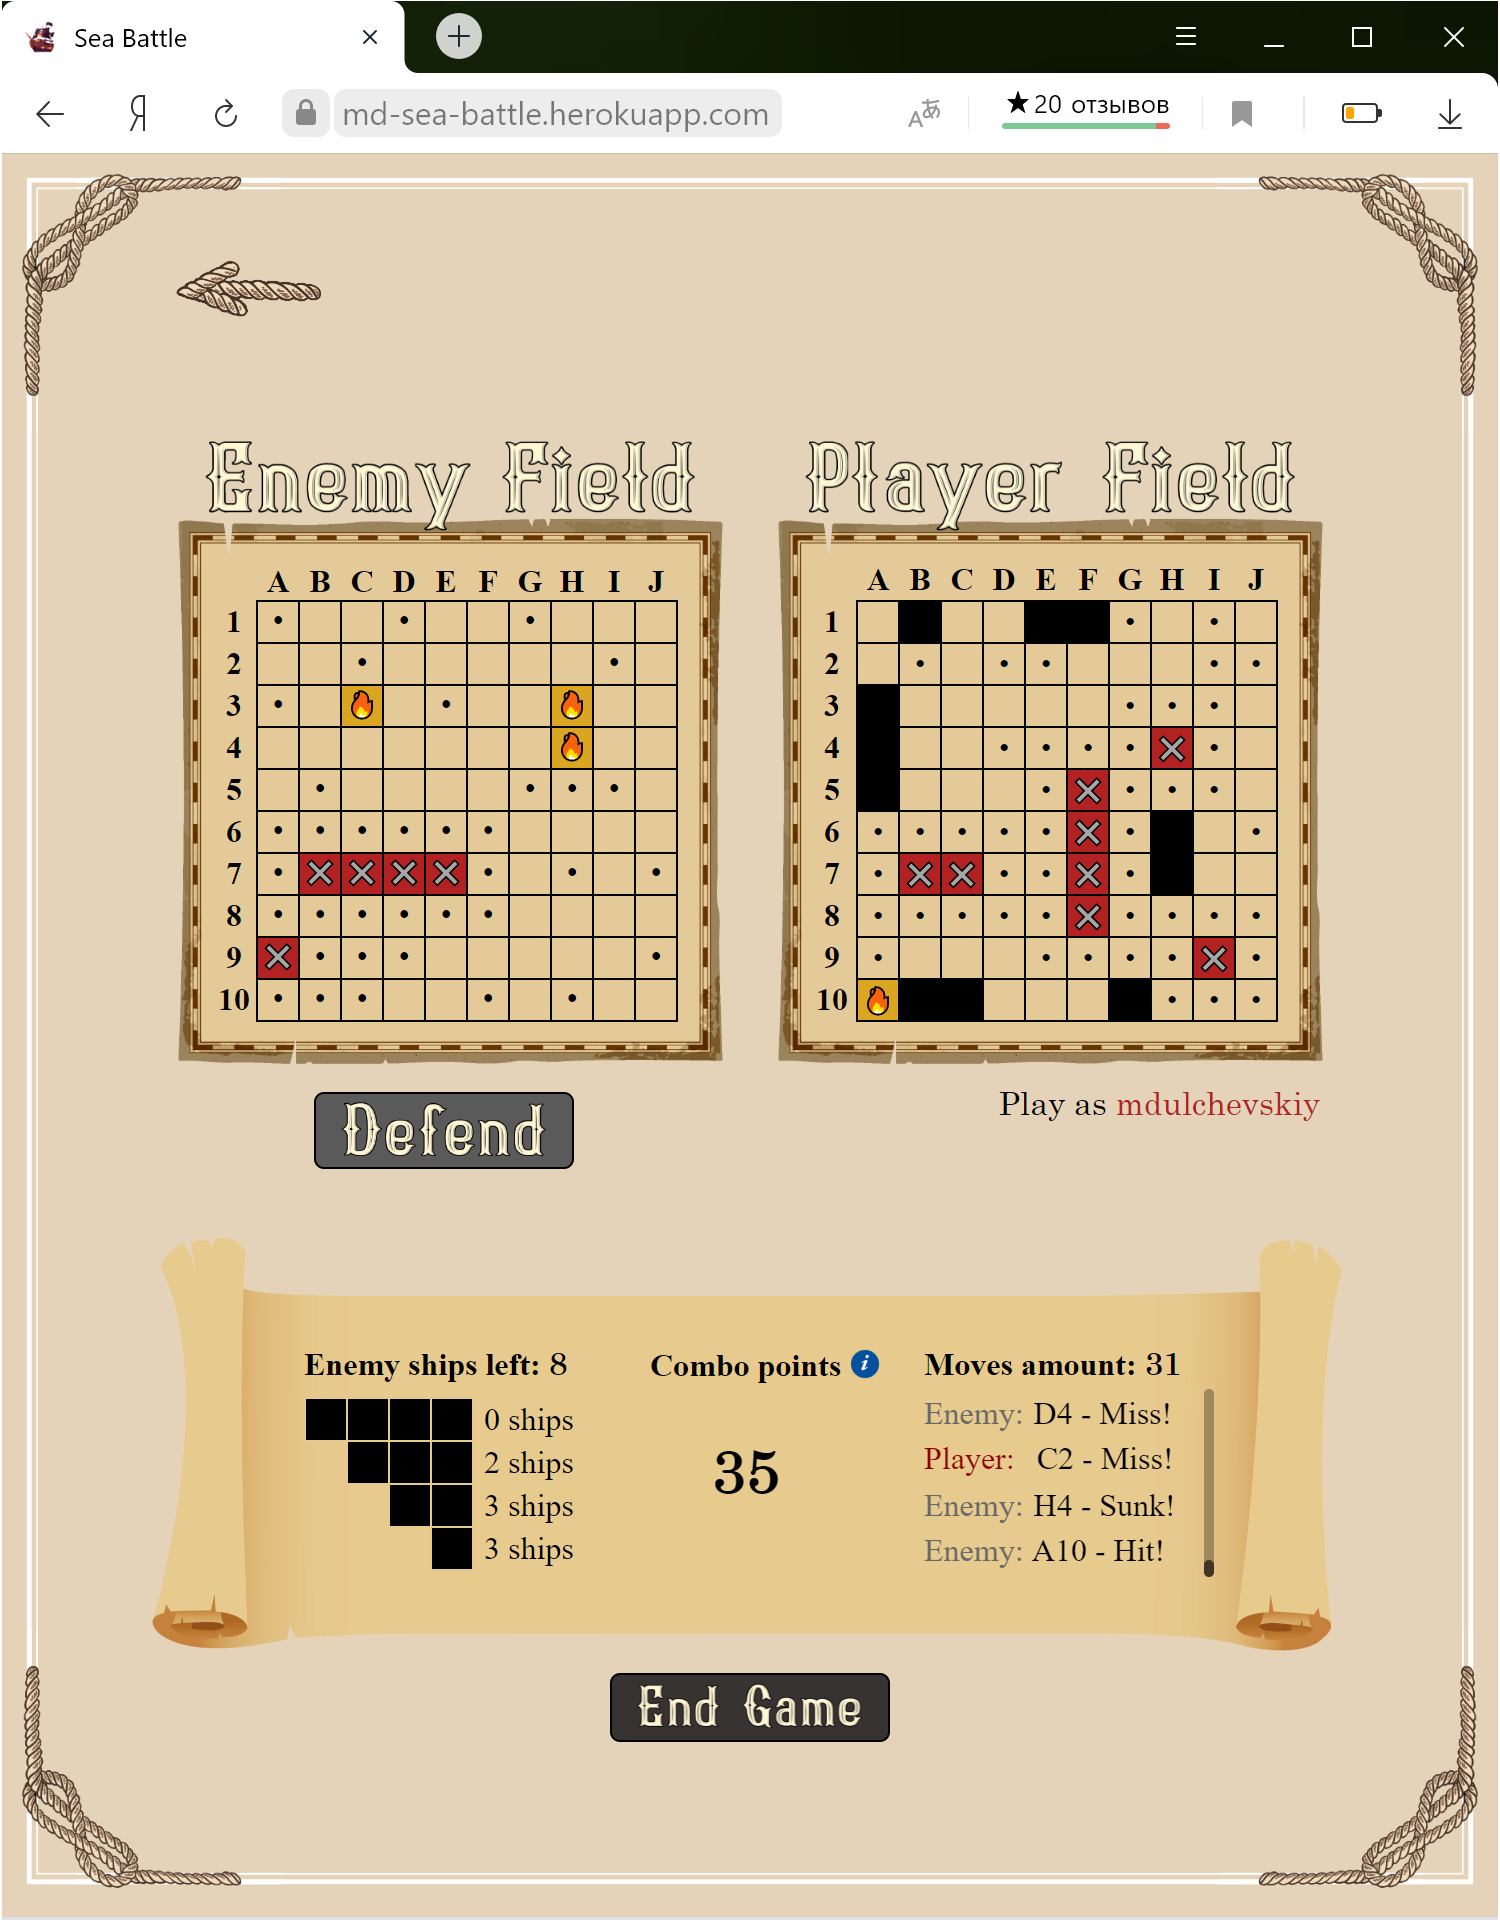 Sea Battle
Я
md-sea-battle.herokuapp.com
A あ
★20 отзывов
Enemy Field
A B C D E F G H I J
1
2
3
4
5
6
7
8
9
10
Player Field
A B C D E F G H I J
1
2
3
4
5
6
7
8
9
10
Defend
Play as mdulchevskiy
Enemy ships left: 8
0 ships
2 ships
3 ships
3 ships
Combo points i
35
Moves amount: 31
Enemy: D4 - Miss!
Player: C2 - Miss!
Enemy: H4 - Sunk!
Enemy: A10 - Hit!
End Game